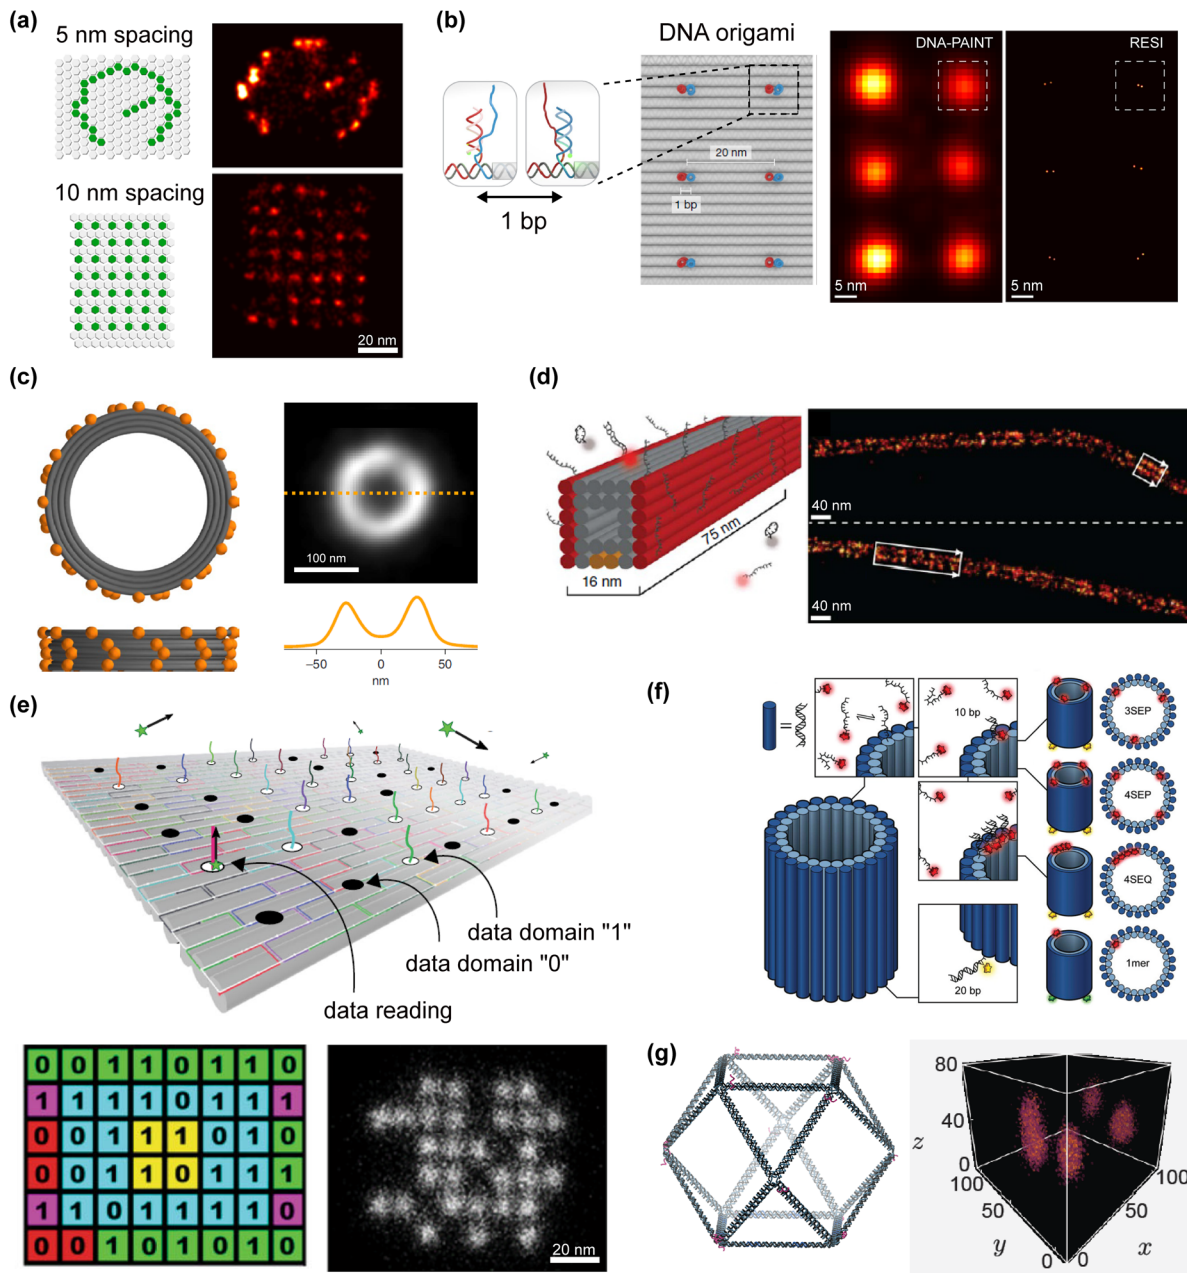 (a)
5 nm spacing
10 nm spacing
20 nm
(b)
DNA origami
1 bp
20 nm
1 bp
DNA-PAINT
RESI
5 nm
5 nm
(c)
100 nm
−50
0
50
nm
(d)
75 nm
16 nm
40 nm
40 nm
(e)
data domain "1"
data domain "0"
data reading
0 0 1 1 0 1 1 0
1 1 1 1 0 1 1 1
0 0 1 1 1 0 1 0
0 0 1 1 0 0 1 1
1 1 0 1 1 1 1 0
0 0 1 0 1 0 1 0
20 nm
(f)
=
10 bp
20 bp
3SEP
4SEP
4SEQ
1mer
(g)
80
40
z
0
100
50
y
0
0
x
50
100